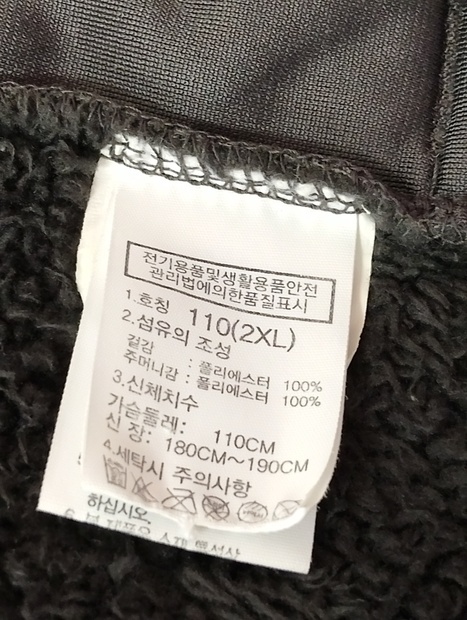 전기용품및생활용품안전
관리법에의한품질표시
1.호칭 110(2XL)
2.섬유의 조성
겉감 : 폴리에스터 100%
주머니감 : 폴리에스터 100%
3.신체치수
가슴둘레: 110CM
신 장: 180CM~190CM
4.세탁시 주의사항
하십시오.